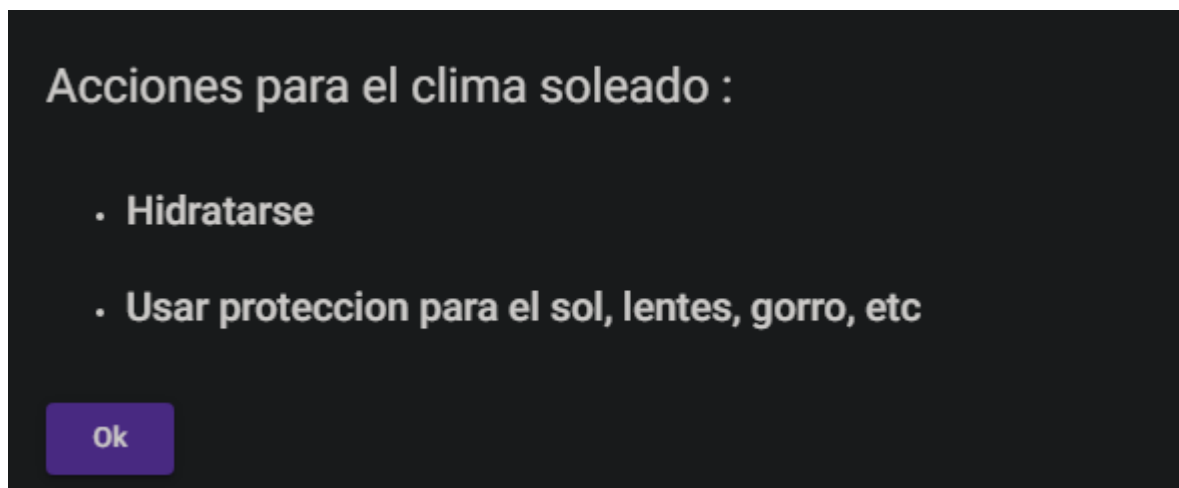 Acciones para el clima soleado :
• Hidratarse
• Usar proteccion para el sol, lentes, gorro, etc
Ok